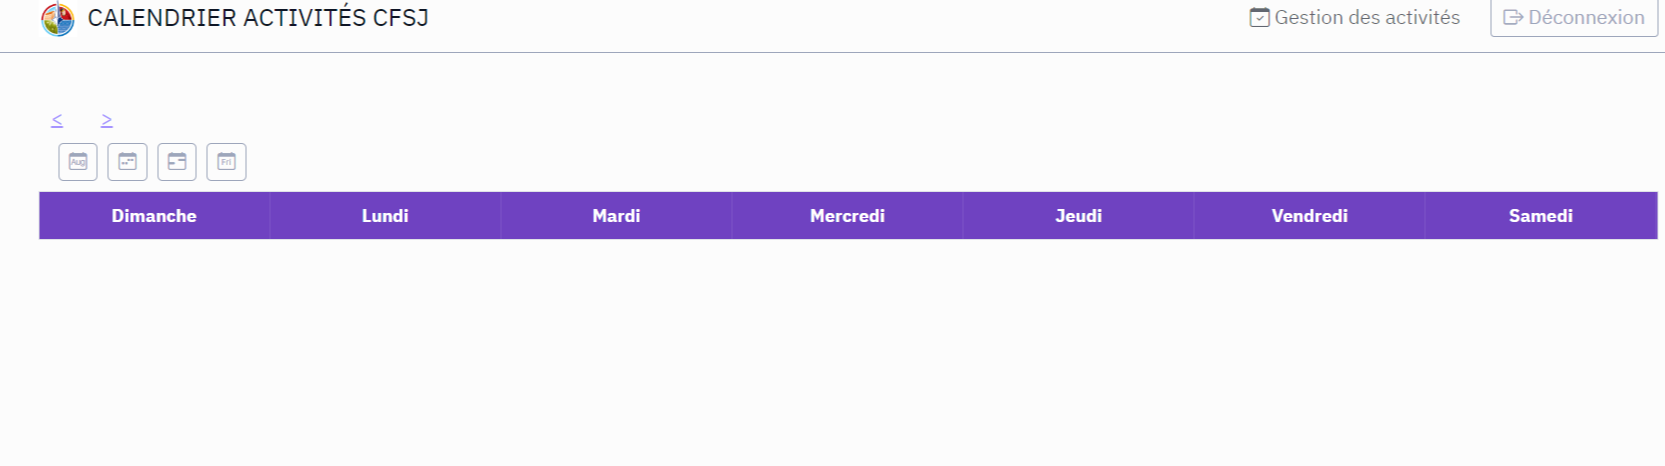 CALENDRIER ACTIVITÉS CFSJ
Gestion des activités
Déconnexion
< >
Aug
Fri
Dimanche Lundi Mardi Mercredi Jeudi Vendredi Samedi